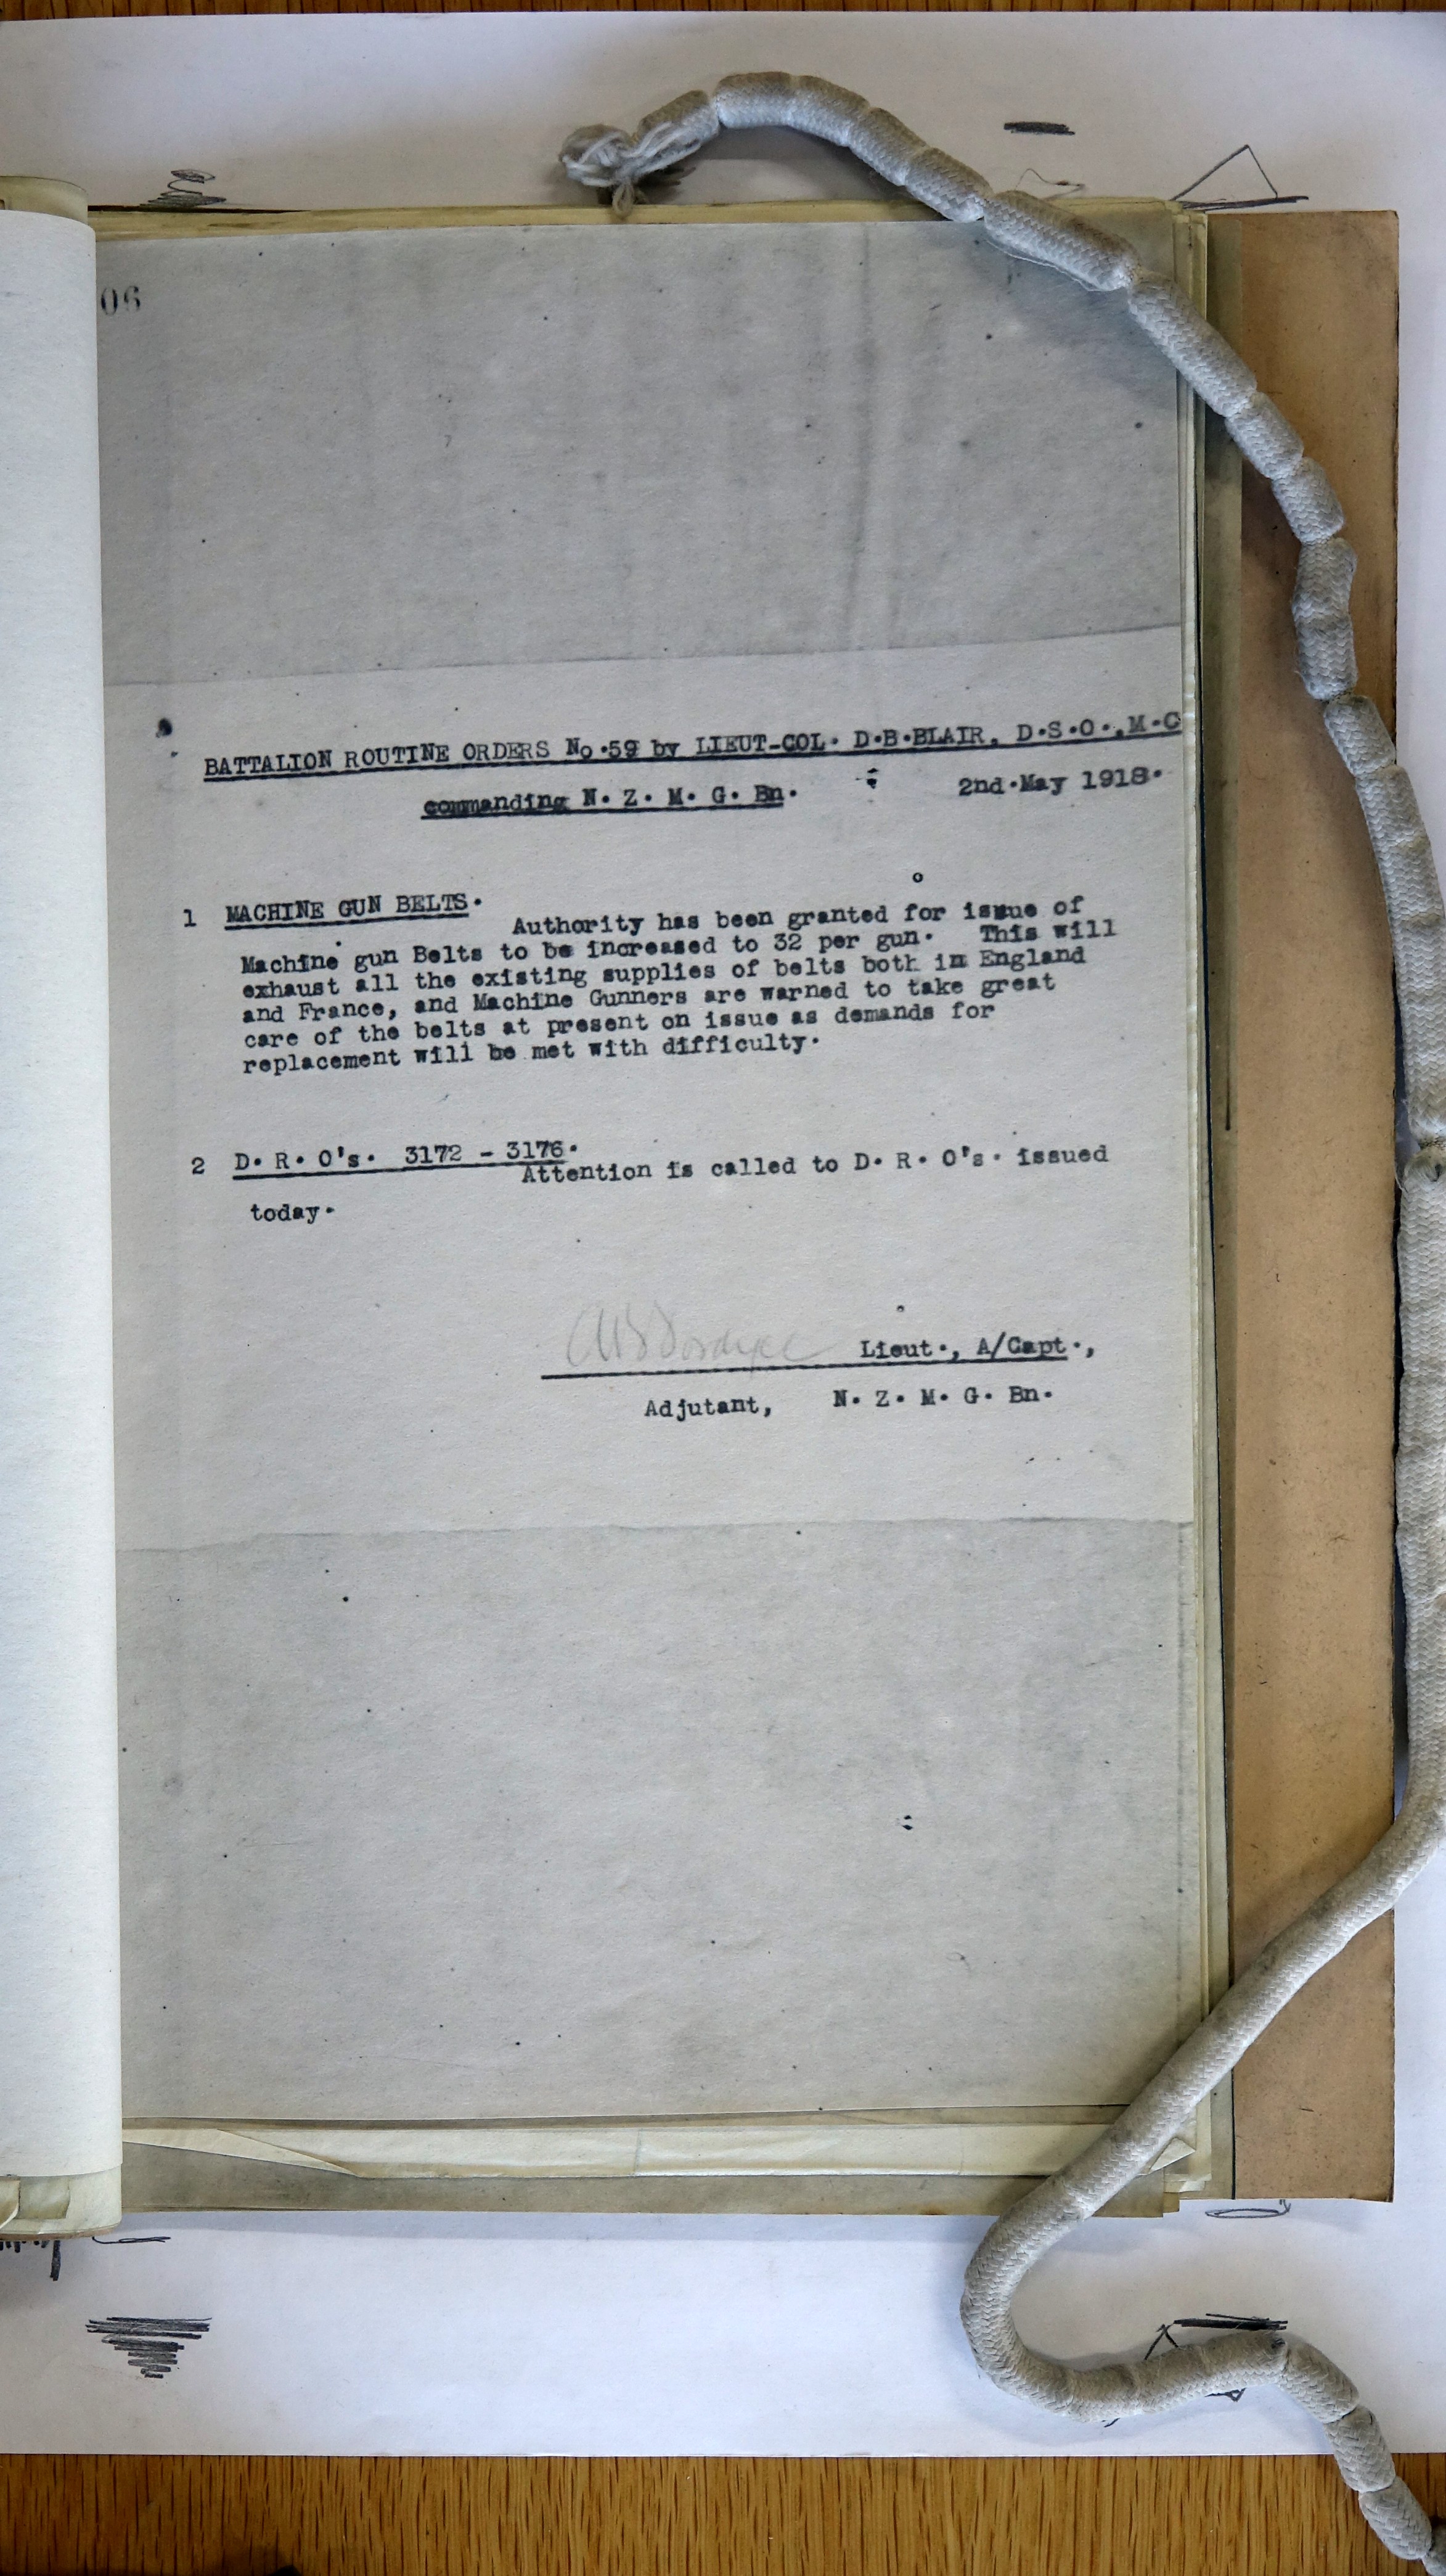 06
BATTALION ROUTINE ORDERS No.59 by LIEUT-COL. D.B.BLAIR, D.S.O.,M.C
commanding N. Z. M. G. Bn.
2nd.May 1918.
1 MACHINE GUN BELTS.
Authority has been granted for issue of
Machine gun Belts to be increased to 32 per gun. This will
exhaust all the existing supplies of belts both in England
and France, and Machine Gunners are warned to take great
care of the belts at present on issue as demands for
replacement will be met with difficulty.
2 D. R. O's. 3172 - 3176.
Attention is called to D. R. O's. issued
today.
Lieut., A/Capt.,
Adjutant, N. Z. M. G. Bn.